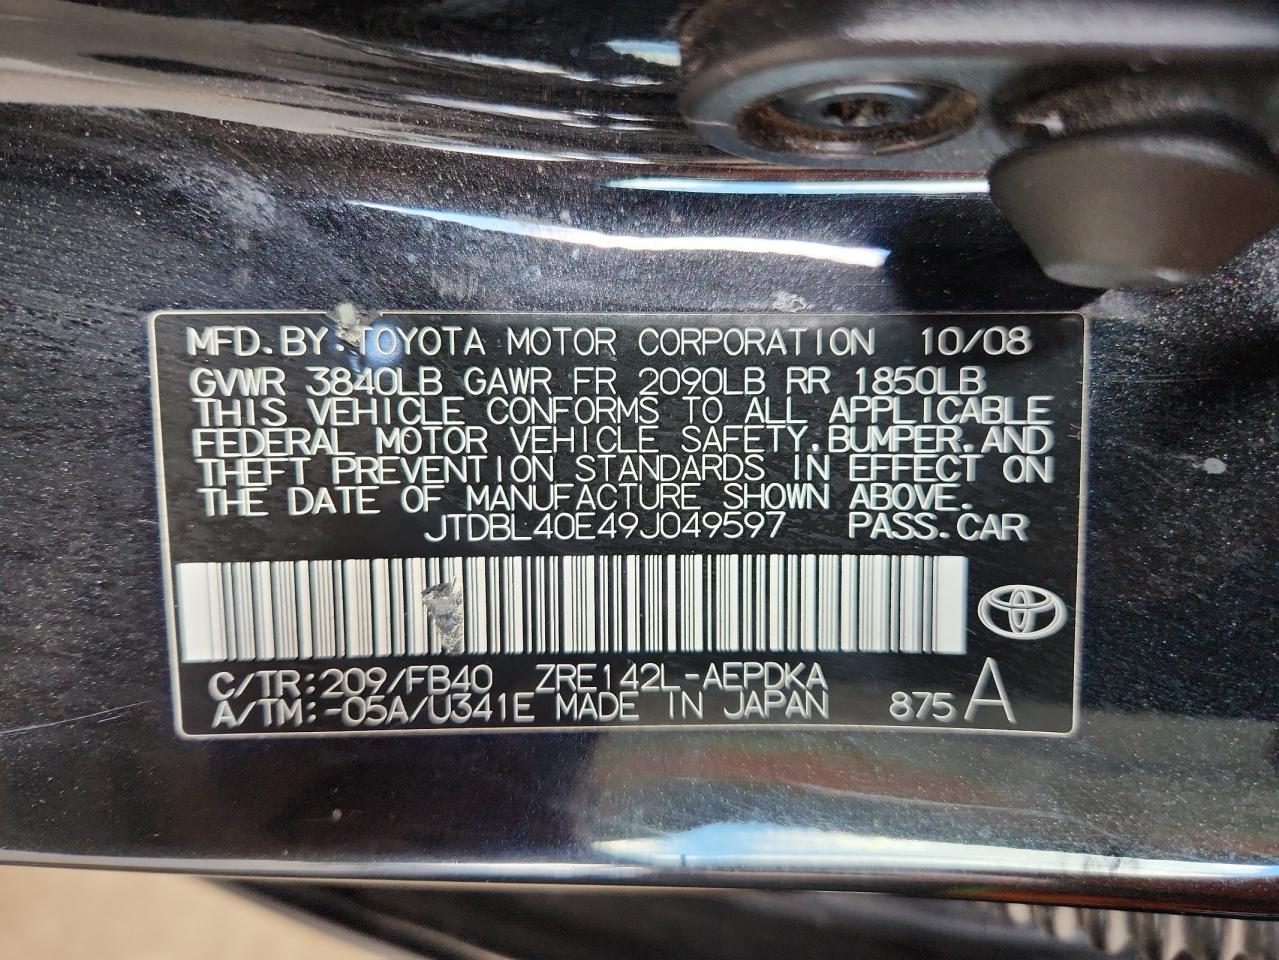 MFD. BY: TOYOTA MOTOR CORPORATION 10/08
GVWR 3840LB GAWR FR 2090LB RR 1850LB
THIS VEHICLE CONFORMS TO ALL APPLICABLE
FEDERAL MOTOR VEHICLE SAFETY, BUMPER, AND
THEFT PREVENTION STANDARDS IN EFFECT ON
THE DATE OF MANUFACTURE SHOWN ABOVE.
JTDBL40E49J049597 PASS. CAR
C/TR: 209/FB40 ZRE142L-AEPDKA
A/TM: -05A/U341E MADE IN JAPAN 875 A